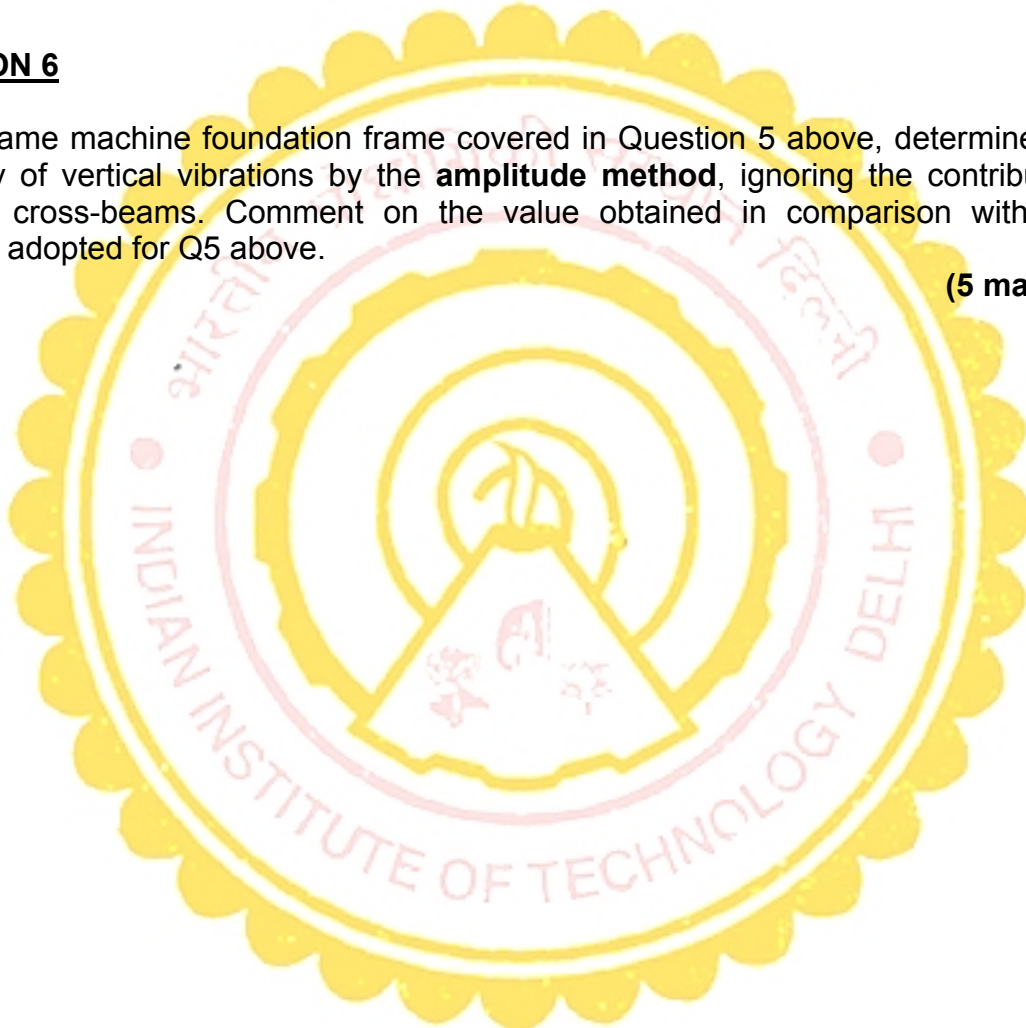 ON 6
ame machine foundation frame covered in Question 5 above, determine
y of vertical vibrations by the amplitude method, ignoring the contribu
cross-beams. Comment on the value obtained in comparison with
adopted for Q5 above.
(5 ma
भारतीय प्रौद्योगिकी संस्थान दिल्ली
INDIAN INSTITUTE OF TECHNOLOGY DELHI